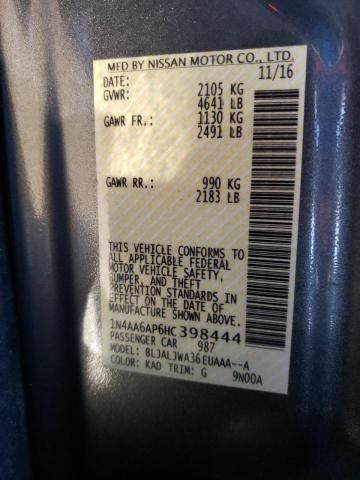 MFD BY NISSAN MOTOR CO., LTD.
DATE: 11/16
GVWR: 2105 KG
4641 LB
GAWR FR: 1130 KG
2491 LB
GAWR RR: 990 KG
2183 LB
THIS VEHICLE CONFORMS TO
ALL APPLICABLE FEDERAL
MOTOR VEHICLE SAFETY,
BUMPER, AND THEFT
PREVENTION STANDARDS IN
EFFECT ON THE DATE OF
MANUFACTURE SHOWN ABOVE.
1N4AA6AP6HC398444
PASSENGER CAR 987
MODEL: BLJALJWA36EUAAA--A
COLOR: KAD TRIM: G 9N00A